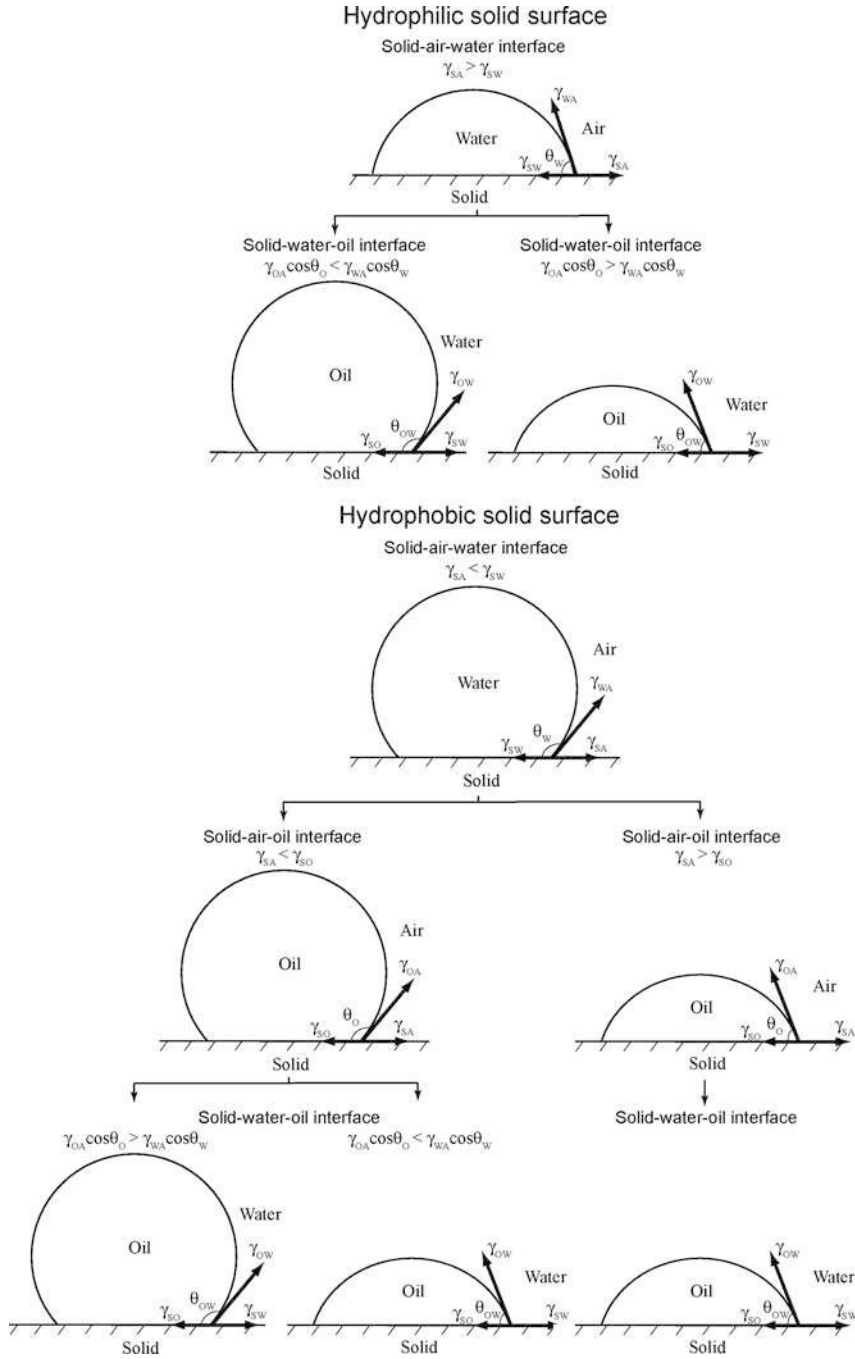 Hydrophilic solid surface
Solid-air-water interface
γSA > γSW
γWA
Air
Water
γSW θW γSA
Solid
Solid-water-oil interface Solid-water-oil interface
γOAcosθO < γWAcosθW γOAcosθO > γWAcosθW
Water
Oil
γOW
γOW
Water
Oil
γSO θOW γSW γSO θOW γSW
Solid Solid
Hydrophobic solid surface
Solid-air-water interface
γSA < γSW
Air
Water
γWA
γSW θW γSA
Solid
Solid-air-oil interface Solid-air-oil interface
γSA < γSO γSA > γSO
Air
Oil
γOA
γOA
Air
Oil
γSO θO γSA γSO θO γSA
Solid Solid
Solid-water-oil interface Solid-water-oil interface
γOAcosθO > γWAcosθW γOAcosθO < γWAcosθW
Water
Oil
γOW γOW γOW
Oil Water Oil Water
γSO θOW γSW γSO θOW γSW γSO θOW γSW
Solid Solid Solid